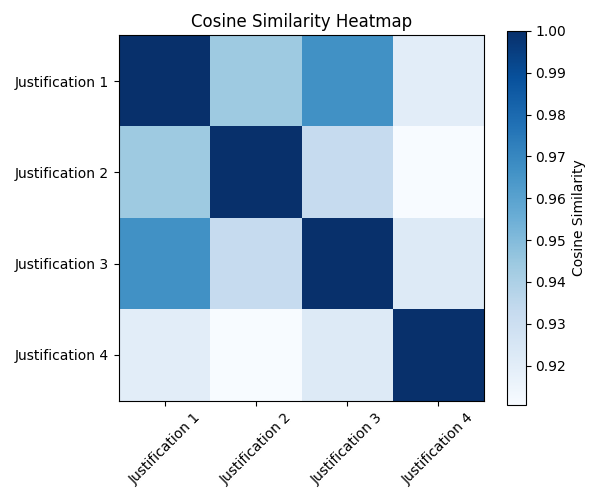 Cosine Similarity Heatmap
Justification 1
Justification 2
Justification 3
Justification 4
Justification 1
Justification 2
Justification 3
Justification 4
1.00
0.99
0.98
0.97
0.96
0.95
0.94
0.93
0.92
Cosine Similarity